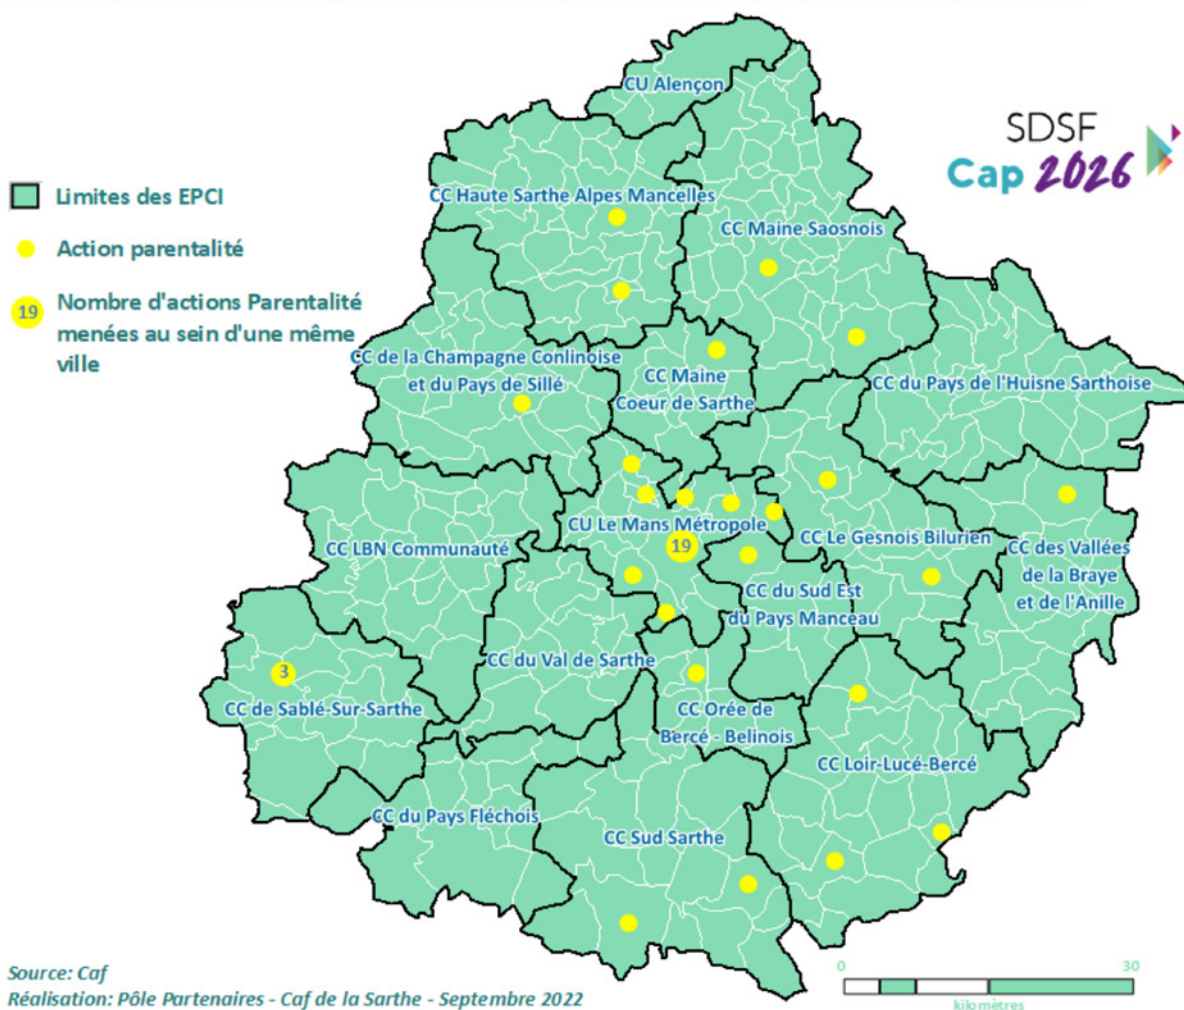 CU Alençon
SDSF
Cap 2026
Limites des EPCI
CC Haute Sarthe Alpes Mancelles
CC Maine Saosnois
Action parentalité
19
Nombre d'actions Parentalité
menées au sein d'une même
ville
CC de la Champagne Conlinoise
et du Pays de Sillé
CC Maine
Coeur de Sarthe
CC du Pays de l'Huisne Sarthoise
CU Le Mans Métropole
19
CC LBN Communauté
CC Le Gesnois Bilurien
CC des Vallées
de la Braye
et de l'Anille
CC du Sud Est
du Pays Manceau
CC du Val de Sarthe
3
CC de Sablé-Sur-Sarthe
CC Orée de
Bercé - Belinois
CC Loir-Lucé-Bercé
CC du Pays Fléchois
CC Sud Sarthe
Source: Caf
Réalisation: Pôle Partenaires - Caf de la Sarthe - Septembre 2022
0
30
kilomètres